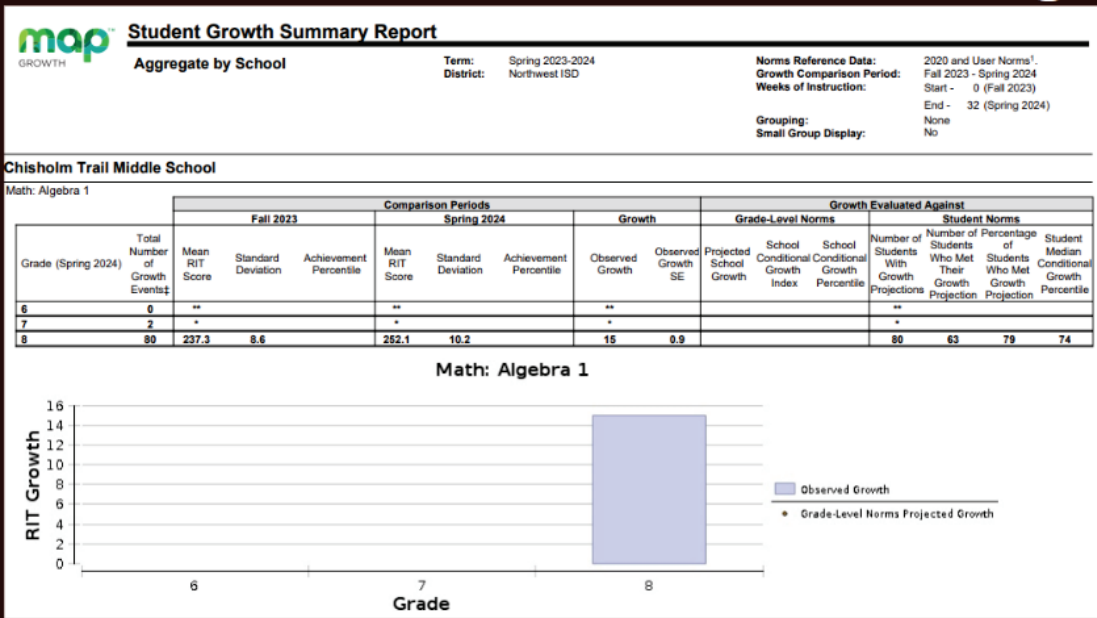 map™
GROWTH
Student Growth Summary Report
Aggregate by School
Term: Spring 2023-2024
District: Northwest ISD
Norms Reference Data: 2020 and User Norms¹.
Growth Comparison Period: Fall 2023 - Spring 2024
Weeks of Instruction: Start - 0 (Fall 2023)
End - 32 (Spring 2024)
Grouping: None
Small Group Display: No
Chisholm Trail Middle School
Math: Algebra 1
Comparison Periods Growth Evaluated Against
Fall 2023 Spring 2024 Growth Grade-Level Norms Student Norms
Grade (Spring 2024)
Total
Number
of
Growth
Events‡
Mean
RIT
Score
Standard
Deviation
Achievement
Percentile
Mean
RIT
Score
Standard
Deviation
Achievement
Percentile
Observed
Growth
Observed
Growth
SE
Projected
School
Growth
School
Conditional
Growth
Index
School
Conditional
Growth
Percentile
Number of
Students
With
Growth
Projections
Number of
Students
Who Met
Their
Growth
Projection
Percentage
of
Students
Who Met
Growth
Projection
Student
Median
Conditional
Growth
Percentile
6 0 ** ** ** **
7 2 * * * *
8 80 237.3 8.6 252.1 10.2 15 0.9 80 63 79 74
Math: Algebra 1
RIT Growth
16
14
12
10
8
6
4
2
0
6 7 8
Grade
Observed Growth
Grade-Level Norms Projected Growth